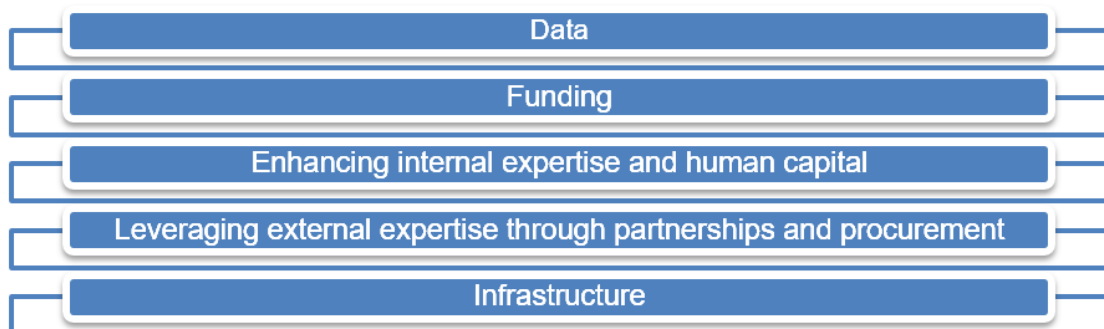 Data
Funding
Enhancing internal expertise and human capital
Leveraging external expertise through partnerships and procurement
Infrastructure